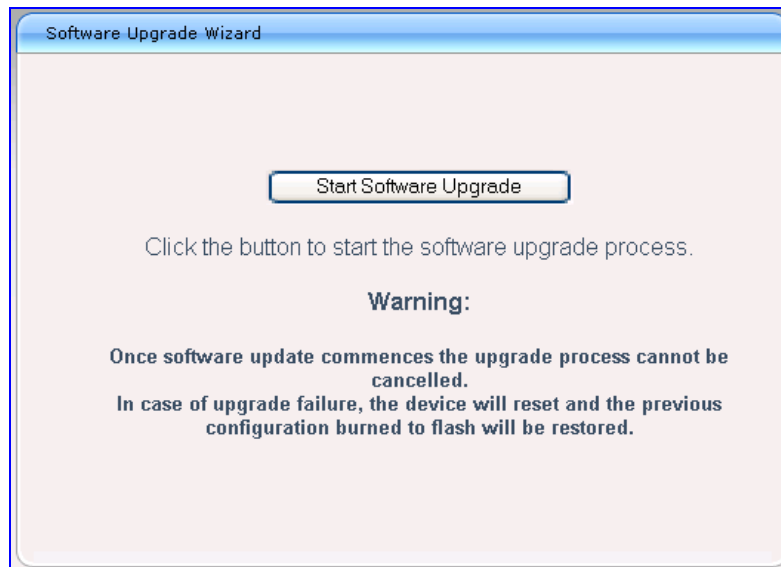 Software Upgrade Wizard
Start Software Upgrade
Click the button to start the software upgrade process.
Warning:
Once software update commences the upgrade process cannot be
cancelled.
In case of upgrade failure, the device will reset and the previous
configuration burned to flash will be restored.